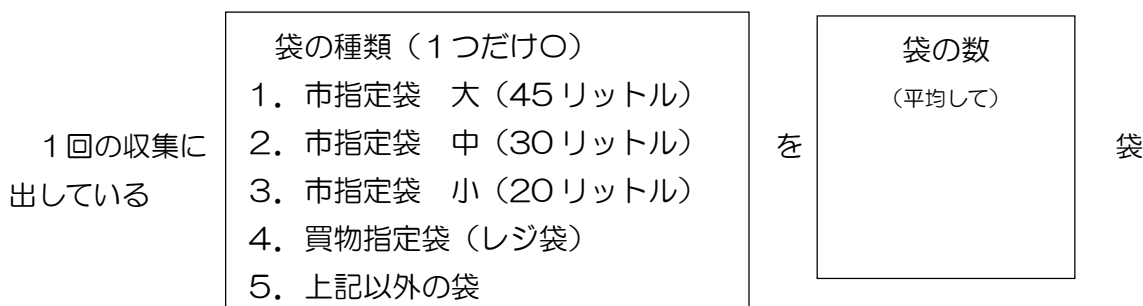 1回の収集に
出している
袋の種類（1つだけ〇）
1．市指定袋　大（45リットル）
2．市指定袋　中（30リットル）
3．市指定袋　小（20リットル）
4．買物指定袋（レジ袋）
5．上記以外の袋
を
袋の数
（平均して）
袋